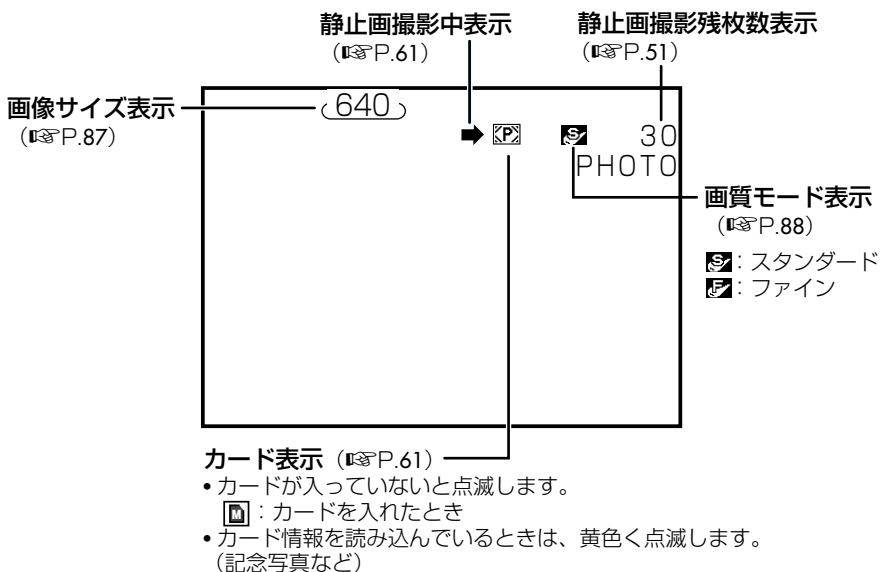 静止画撮影中表示
(☞P.61)
静止画撮影残枚数表示
(☞P.51)
画像サイズ表示
(☞P.87)
640
P
S
30
PHOTO
画質モード表示
(☞P.88)
S：スタンダード
F：ファイン
カード表示（☞P.61）
•カードが入っていないと点滅します。
M：カードを入れたとき
•カード情報を読み込んでいるときは、黄色く点滅します。
（記念写真など）